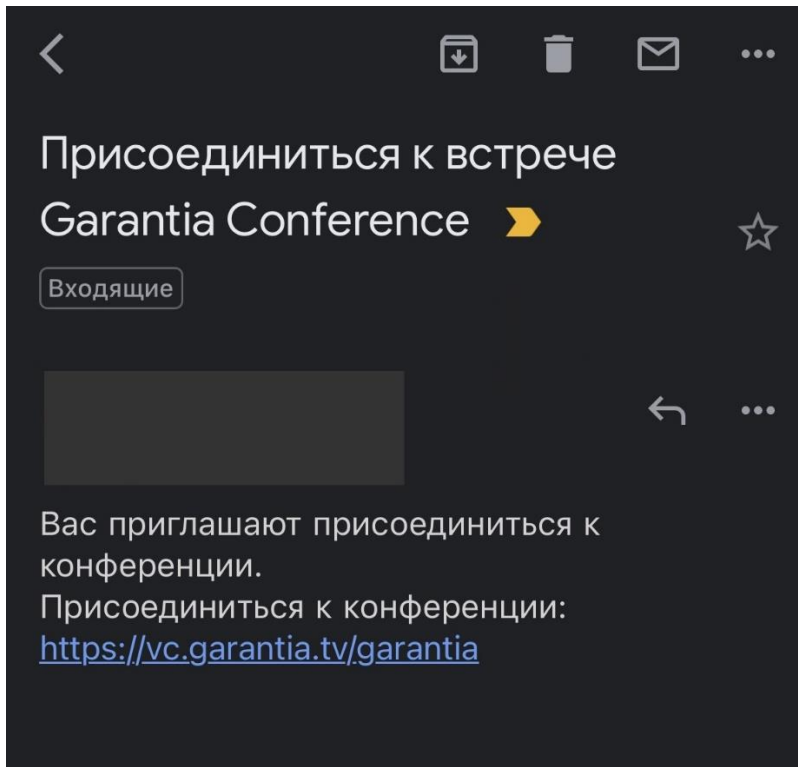 Присоединиться к встрече
Garantia Conference
Входящие
Вас приглашают присоединиться к
конференции.
Присоединиться к конференции:
https://vc.garantia.tv/garantia